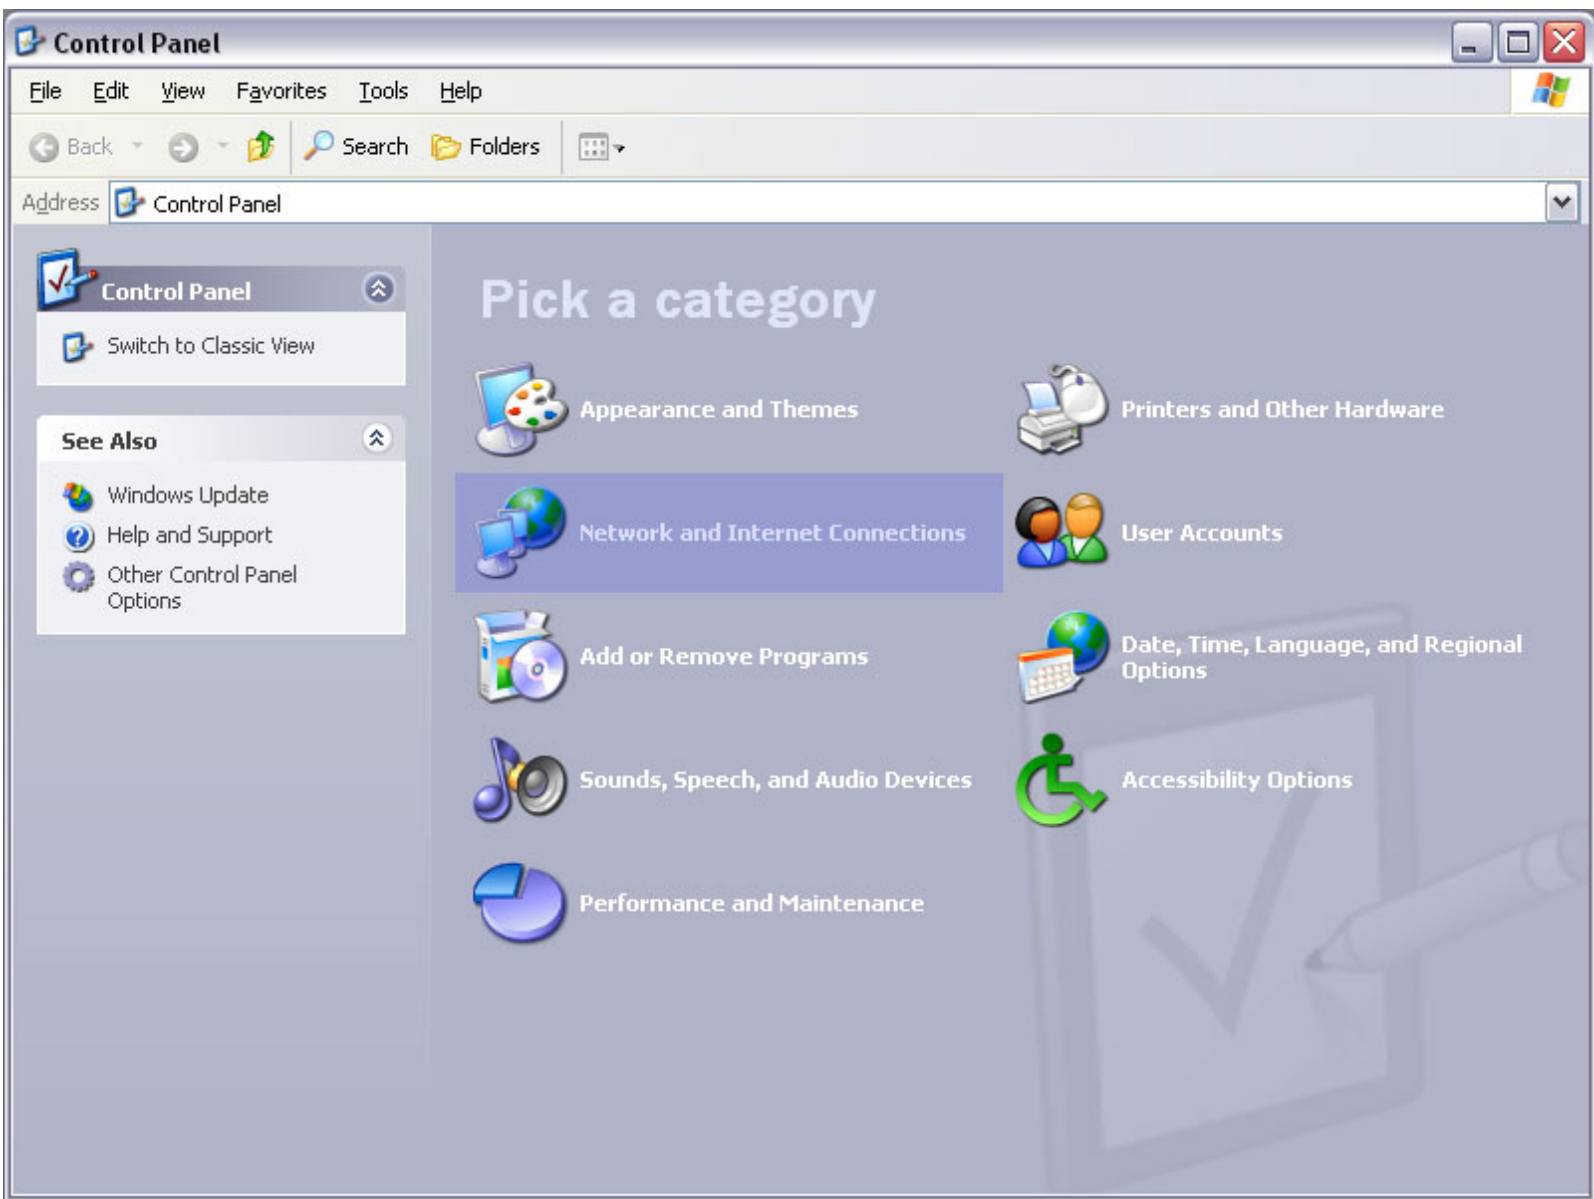 Control Panel
File Edit View Favorites Tools Help
Back Search Folders
Address Control Panel
Control Panel
Switch to Classic View
See Also
Windows Update
Help and Support
Other Control Panel
Options
Pick a category
Appearance and Themes
Printers and Other Hardware
Network and Internet Connections
User Accounts
Add or Remove Programs
Date, Time, Language, and Regional
Options
Sounds, Speech, and Audio Devices
Accessibility Options
Performance and Maintenance